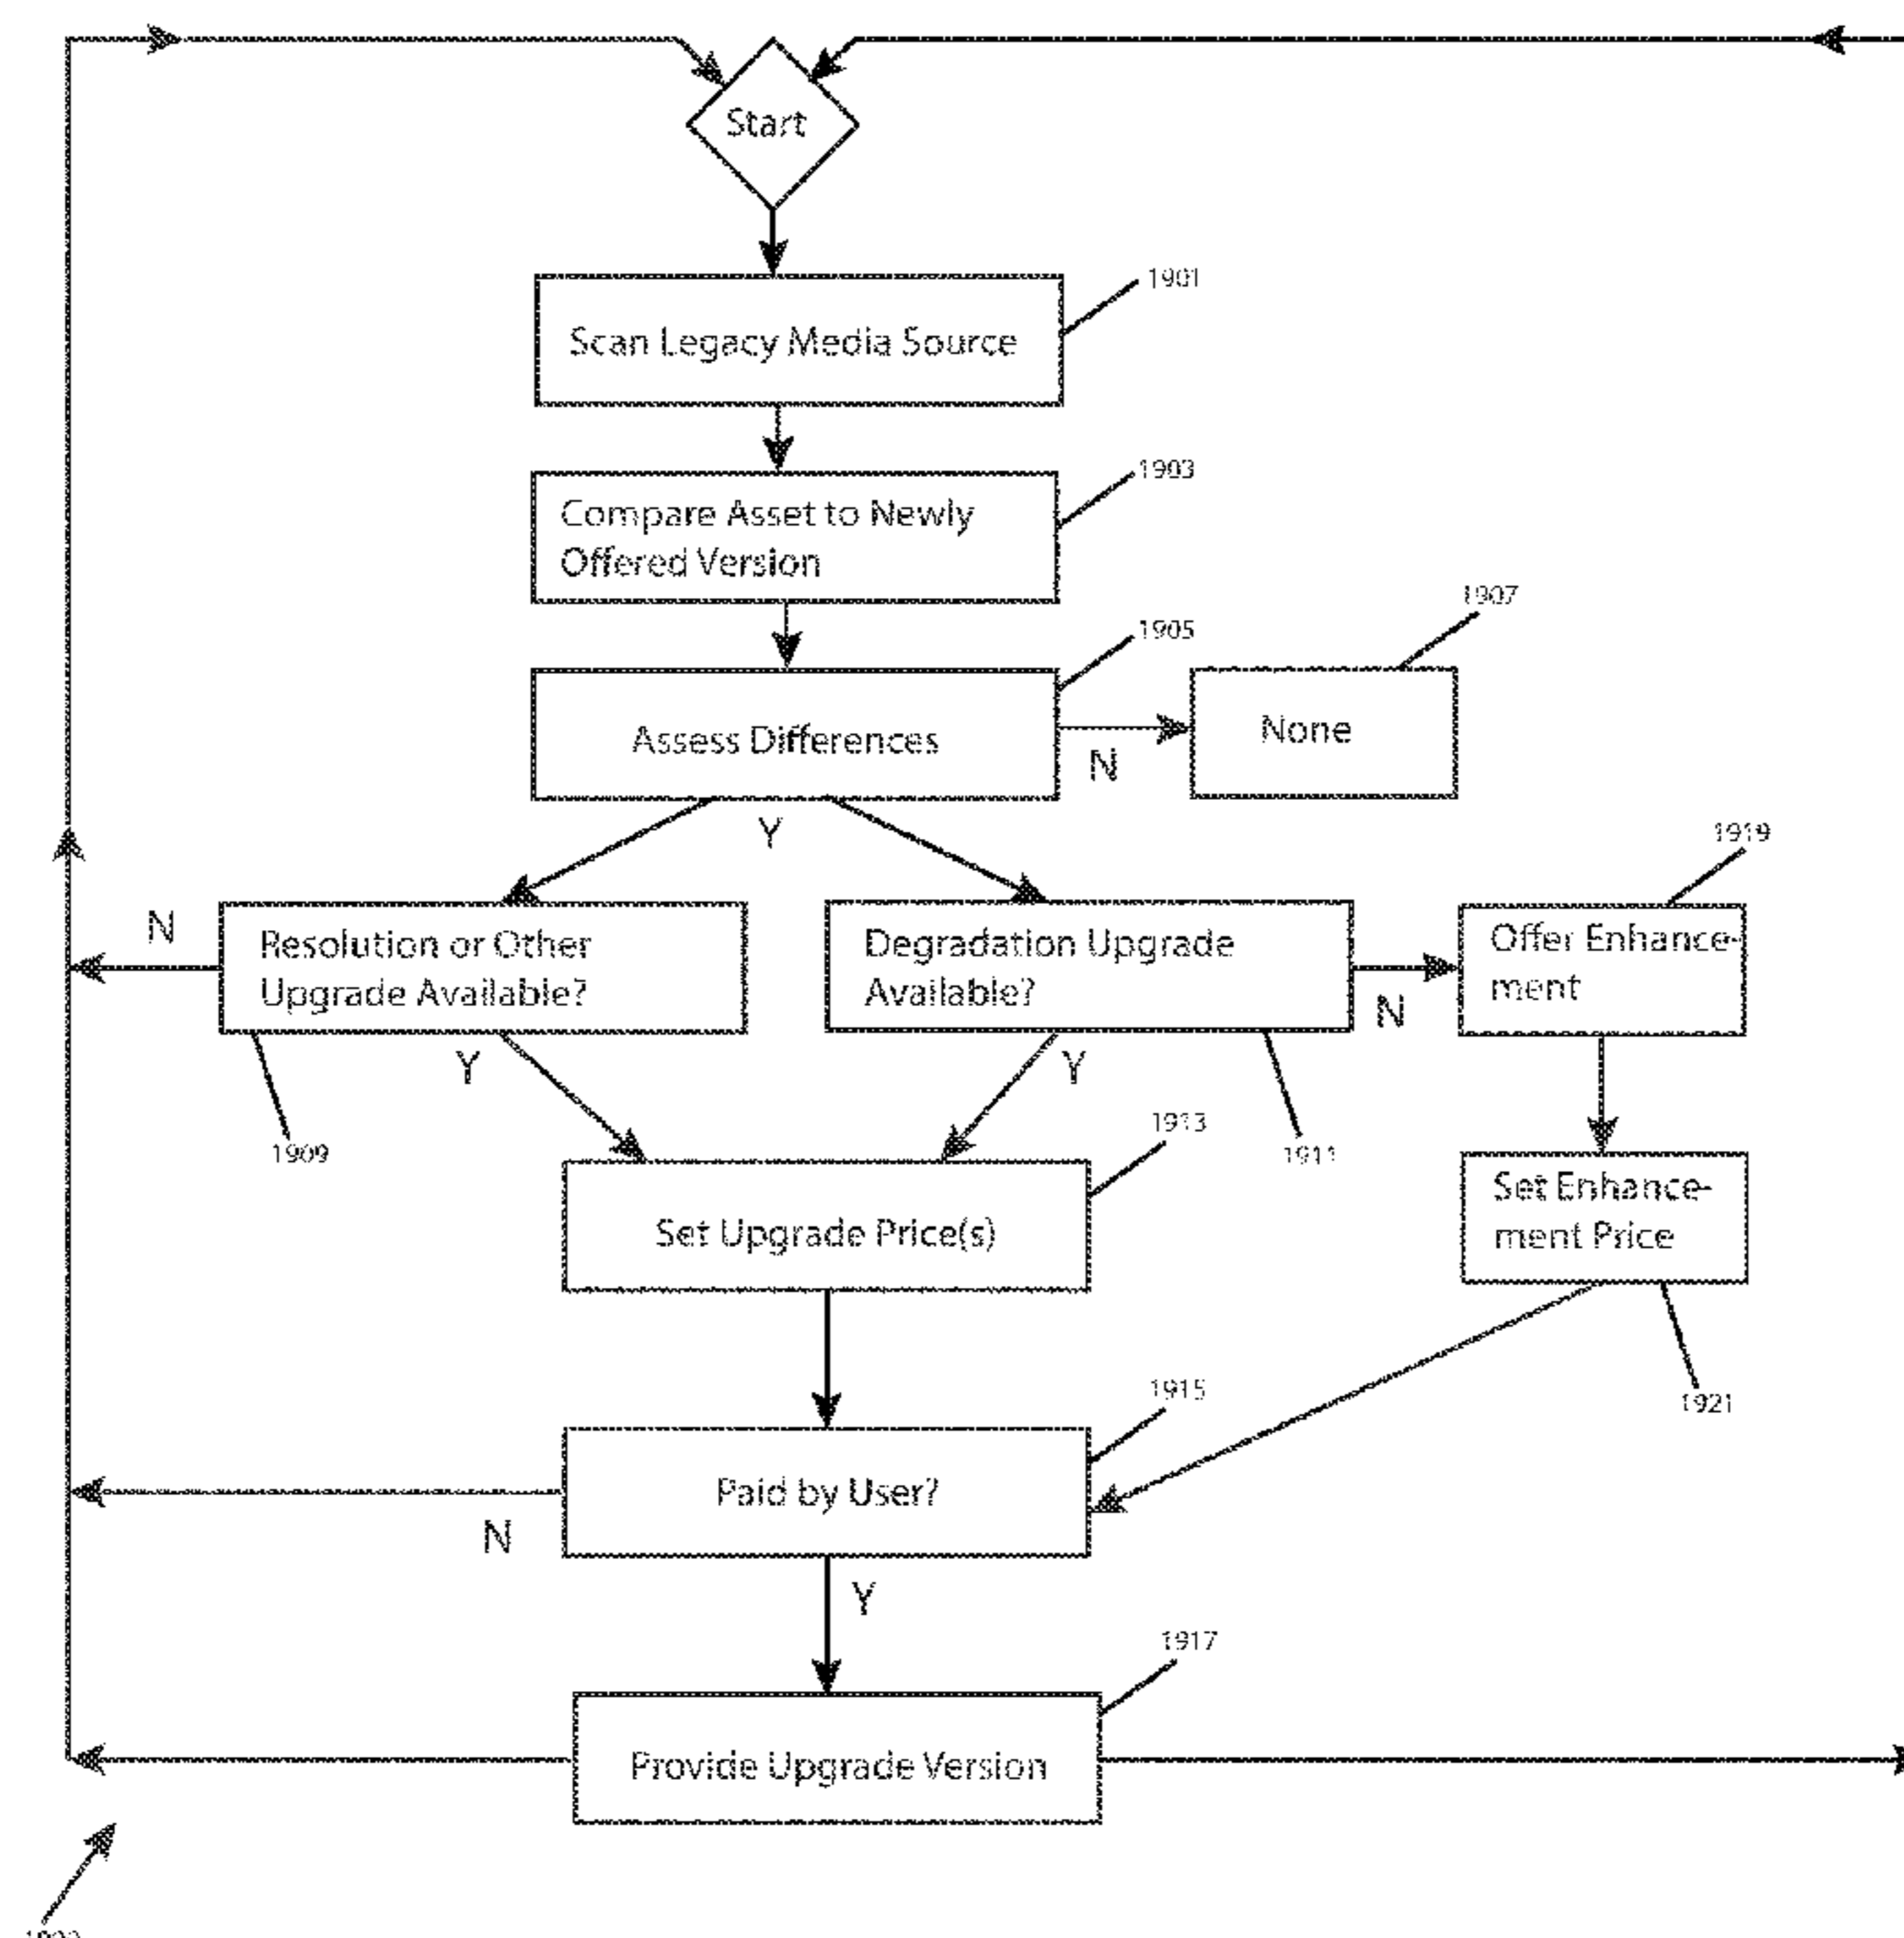 Start
1901
Scan Legacy Media Source
1903
Compare Asset to Newly
Offered Version
1905
1907
Assess Differences
None
N
Y
1919
N
Resolution or Other
Upgrade Available?
Degradation Upgrade
Available?
N
Offer Enhance-
ment
Y
Y
1909
1911
1913
Set Upgrade Price(s)
Set Enhance-
ment Price
1921
1915
Paid by User?
N
Y
1917
Provide Upgrade Version